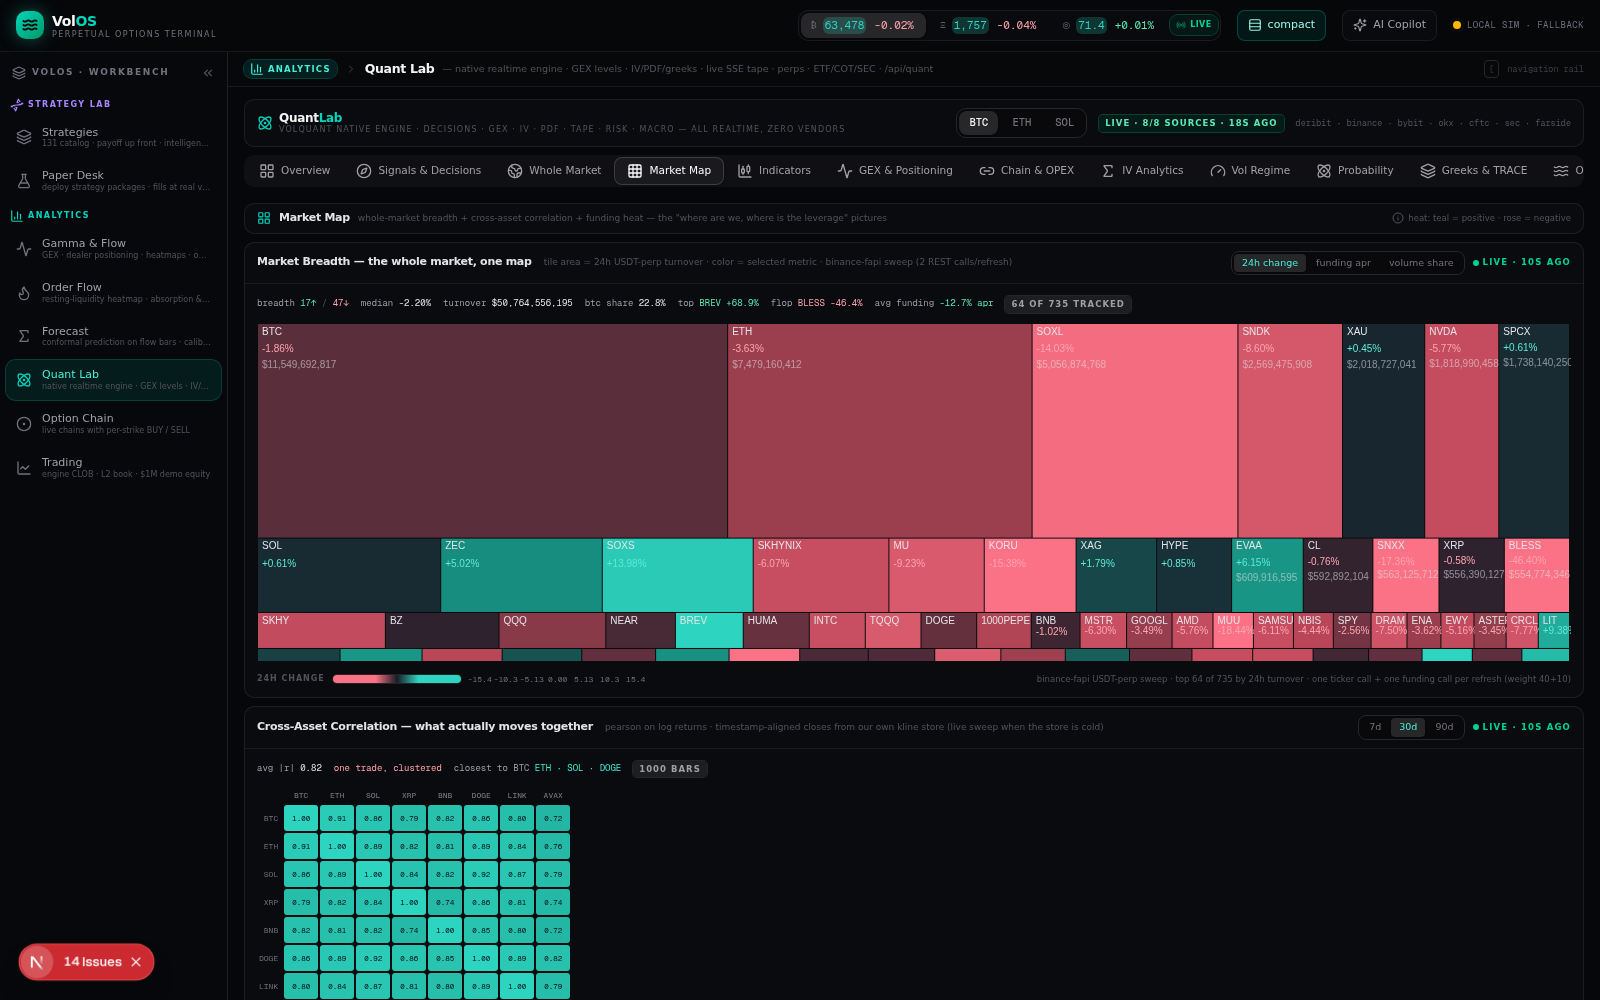 VolOS
PERPETUAL OPTIONS TERMINAL
₿ 63,478 -0.02% Ξ 1,757 -0.04% ◎ 71.4 +0.01% LIVE compact AI Copilot LOCAL SIM · FALLBACK
VOLOS · WORKBENCH «
STRATEGY LAB
Strategies
131 catalog · payoff up front · intelligen...
Paper Desk
deploy strategy packages · fills at real v...
ANALYTICS
Gamma & Flow
GEX · dealer positioning · heatmaps · o...
Order Flow
resting-liquidity heatmap · absorption &...
Forecast
conformal prediction on flow bars · calib...
Quant Lab
native realtime engine · GEX levels · IV/...
Option Chain
live chains with per-strike BUY / SELL
Trading
engine CLOB · L2 book · $1M demo equity
14 Issues
ANALYTICS › Quant Lab — native realtime engine · GEX levels · IV/PDF/greeks · live SSE tape · perps · ETF/COT/SEC · /api/quant [ navigation rail
QuantLab
VOLQUANT NATIVE ENGINE · DECISIONS · GEX · IV · PDF · TAPE · RISK · MACRO — ALL REALTIME, ZERO VENDORS
BTC ETH SOL LIVE · 8/8 SOURCES · 18S AGO deribit · binance · bybit · okx · cftc · sec · farside
Overview Signals & Decisions Whole Market Market Map Indicators GEX & Positioning Chain & OPEX IV Analytics Vol Regime Probability Greeks & TRACE O
Market Map whole-market breadth + cross-asset correlation + funding heat — the "where are we, where is the leverage" pictures heat: teal = positive · rose = negative
Market Breadth — the whole market, one map tile area = 24h USDT-perp turnover · color = selected metric · binance-fapi sweep (2 REST calls/refresh) 24h change funding apr volume share LIVE · 10S AGO
breadth 17↑ / 47↓ median -2.20% turnover $50,764,556,195 btc share 22.8% top BREV +68.9% flop BLESS -46.4% avg funding -12.7% apr 64 OF 735 TRACKED
BTC ETH SOXL SNDK XAU NVDA SPCX
-1.86% -3.63% -14.03% -8.60% +0.45% -5.77% +0.61%
$11,549,692,817 $7,479,160,412 $5,056,874,768 $2,569,475,908 $2,018,727,041 $1,818,990,458 $1,738,140,250
SOL ZEC SOXS SKHYNIX MU KORU XAG HYPE EVAA CL SNXX XRP BLESS
+0.61% +5.02% +13.98% -6.07% -9.23% -15.38% +1.79% +0.85% +6.15% -0.76% -17.36% -0.58% -46.40%
$609,916,595 $592,892,104 $563,125,712 $556,390,127 $554,774,346
SKHY BZ QQQ NEAR BREV HUMA INTC TQQQ DOGE 1000PEPE BNB MSTR GOOGL AMD MUU SAMSU NBIS SPY DRAM ENA EWY ASTE CRCL LIT
-1.02% -6.30% -3.49% -5.76% -18.44% -6.11% -4.44% -2.56% -7.50% -3.62% -5.16% -3.45% -7.77% +9.38%
24H CHANGE -15.4 -10.3 -5.13 0.00 5.13 10.3 15.4 binance-fapi USDT-perp sweep · top 64 of 735 by 24h turnover · one ticker call + one funding call per refresh (weight 40+10)
Cross-Asset Correlation — what actually moves together pearson on log returns · timestamp-aligned closes from our own kline store (live sweep when the store is cold) 7d 30d 90d LIVE · 10S AGO
avg |r| 0.82 one trade, clustered closest to BTC ETH · SOL · DOGE 1000 BARS
BTC ETH SOL XRP BNB DOGE LINK AVAX
BTC 1.00 0.91 0.86 0.79 0.82 0.86 0.80 0.72
ETH 0.91 1.00 0.89 0.82 0.81 0.89 0.84 0.76
SOL 0.86 0.89 1.00 0.84 0.82 0.92 0.87 0.79
XRP 0.79 0.82 0.84 1.00 0.74 0.86 0.81 0.74
BNB 0.82 0.81 0.82 0.74 1.00 0.85 0.80 0.72
DOGE 0.86 0.89 0.92 0.86 0.85 1.00 0.89 0.82
LINK 0.80 0.84 0.87 0.81 0.80 0.89 1.00 0.79